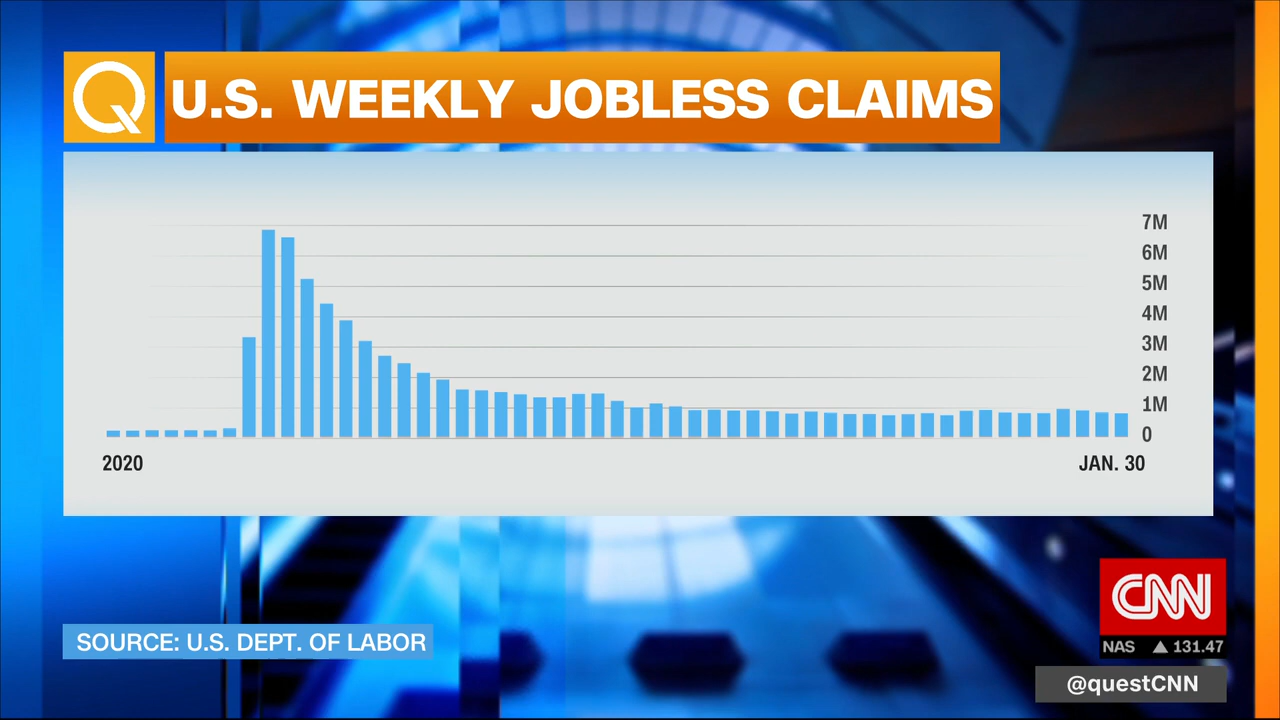 Q U.S. WEEKLY JOBLESS CLAIMS
7M
6M
5M
4M
3M
2M
1M
0
2020 JAN. 30
SOURCE: U.S. DEPT. OF LABOR
CNN
NAS ▲ 131.47
@questCNN